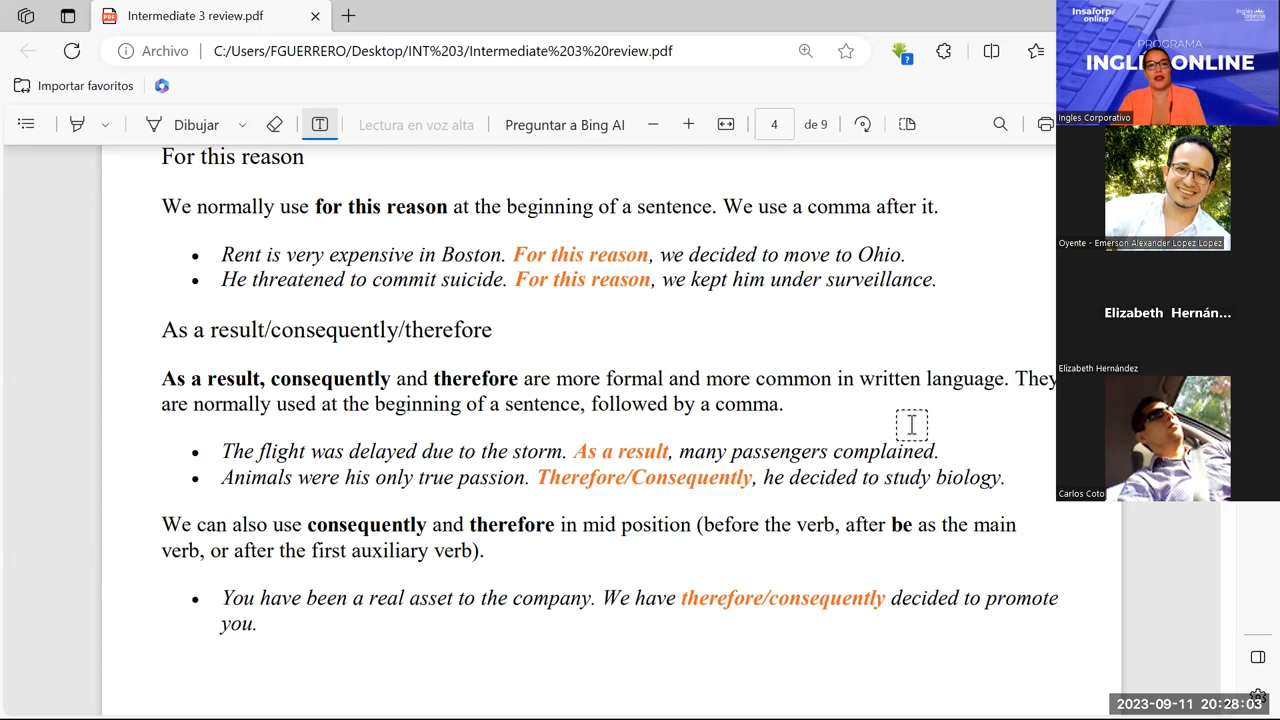 Intermediate 3 review.pdf
Archivo
C:/Users/FGUERRERO/Desktop/INT%203/Intermediate%203%20review.pdf
Importar favoritos
Dibujar
Lectura en voz alta
Preguntar a Bing AI
4
de 9
For this reason
We normally use for this reason at the beginning of a sentence. We use a comma after it.
• Rent is very expensive in Boston. For this reason, we decided to move to Ohio.
• He threatened to commit suicide. For this reason, we kept him under surveillance.
As a result/consequently/therefore
As a result, consequently and therefore are more formal and more common in written language. They
are normally used at the beginning of a sentence, followed by a comma.
• The flight was delayed due to the storm. As a result, many passengers complained.
• Animals were his only true passion. Therefore/Consequently, he decided to study biology.
We can also use consequently and therefore in mid position (before the verb, after be as the main
verb, or after the first auxiliary verb).
• You have been a real asset to the company. We have therefore/consequently decided to promote
you.
Insaforp
online
PROGRAMA
INGL ONLINE
Ingles Corporativo
Oyente - Emerson Alexander Lopez Lopez
Elizabeth Hernán...
Elizabeth Hernández
Carlos Coto
2023-09-11 20:28:03